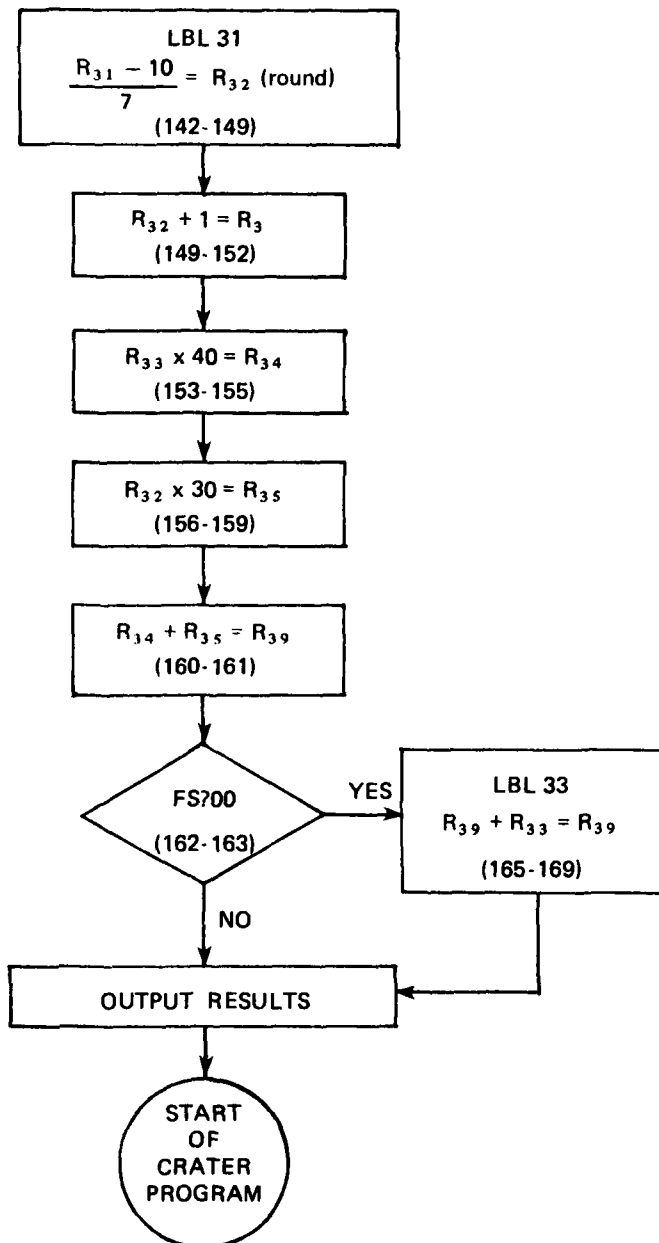 LBL 31
R₃₁ − 10
7
= R₃₂ (round)
(142-149)
R₃₂ + 1 = R₃
(149-152)
R₃₃ x 40 = R₃₄
(153-155)
R₃₂ x 30 = R₃₅
(156-159)
R₃₄ + R₃₅ = R₃₉
(160-161)
FS?00
(162-163)
YES
LBL 33
R₃₉ + R₃₃ = R₃₉
(165-169)
NO
OUTPUT RESULTS
START
OF
CRATER
PROGRAM